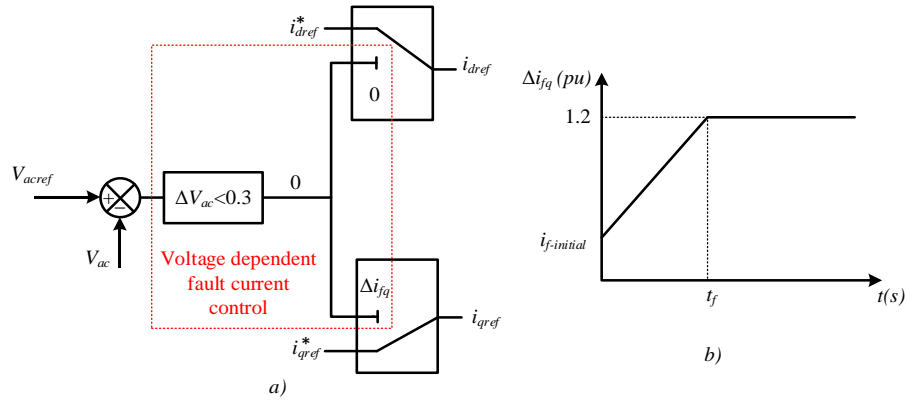 i*dref
idref
0
Vacref
+
−
ΔVac<0.3
0
Vac
Voltage dependent
fault current
control
Δifq
iqref
i*qref
a)
Δifq (pu)
1.2
if-initial
tf
t(s)
b)